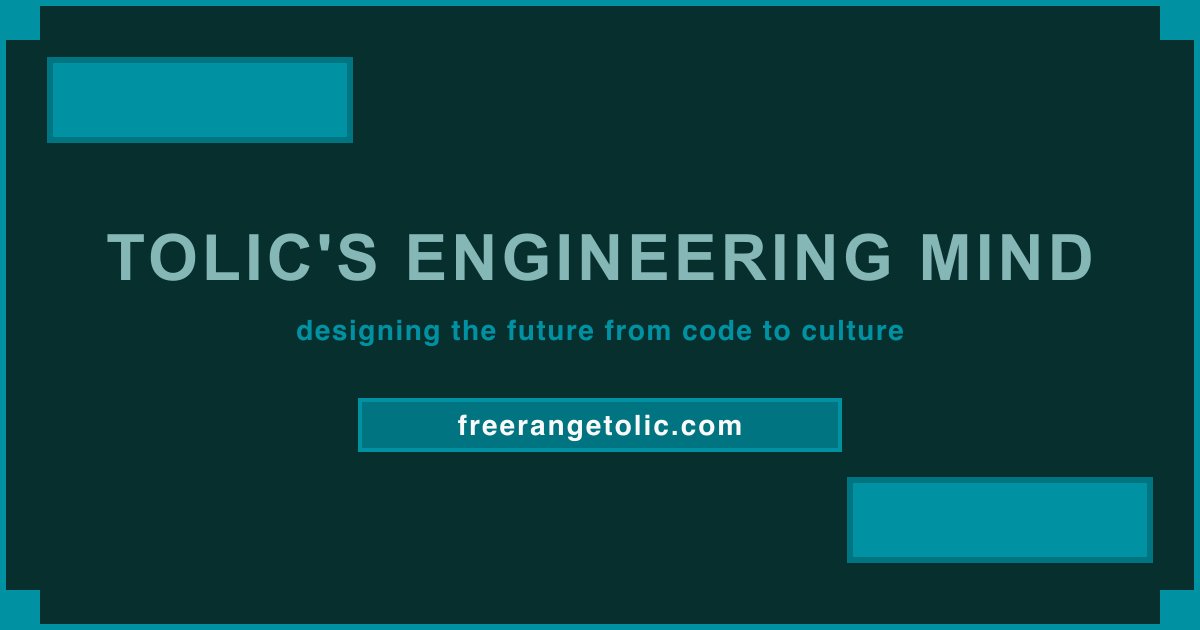 TOLIC'S ENGINEERING MIND
designing the future from code to culture
freerangetolic.com